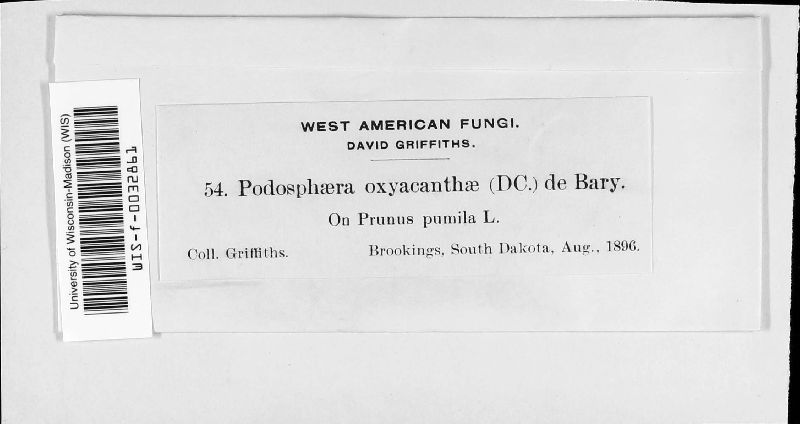 WEST AMERICAN FUNGI.
DAVID GRIFFITHS.
54. Podosphæra oxyacanthæ (DC.) de Bary.
On Prunus pumila L.
Coll. Griffiths. Brookings, South Dakota, Aug., 1896.
University of Wisconsin-Madison (WIS)
WIS-f-0032861